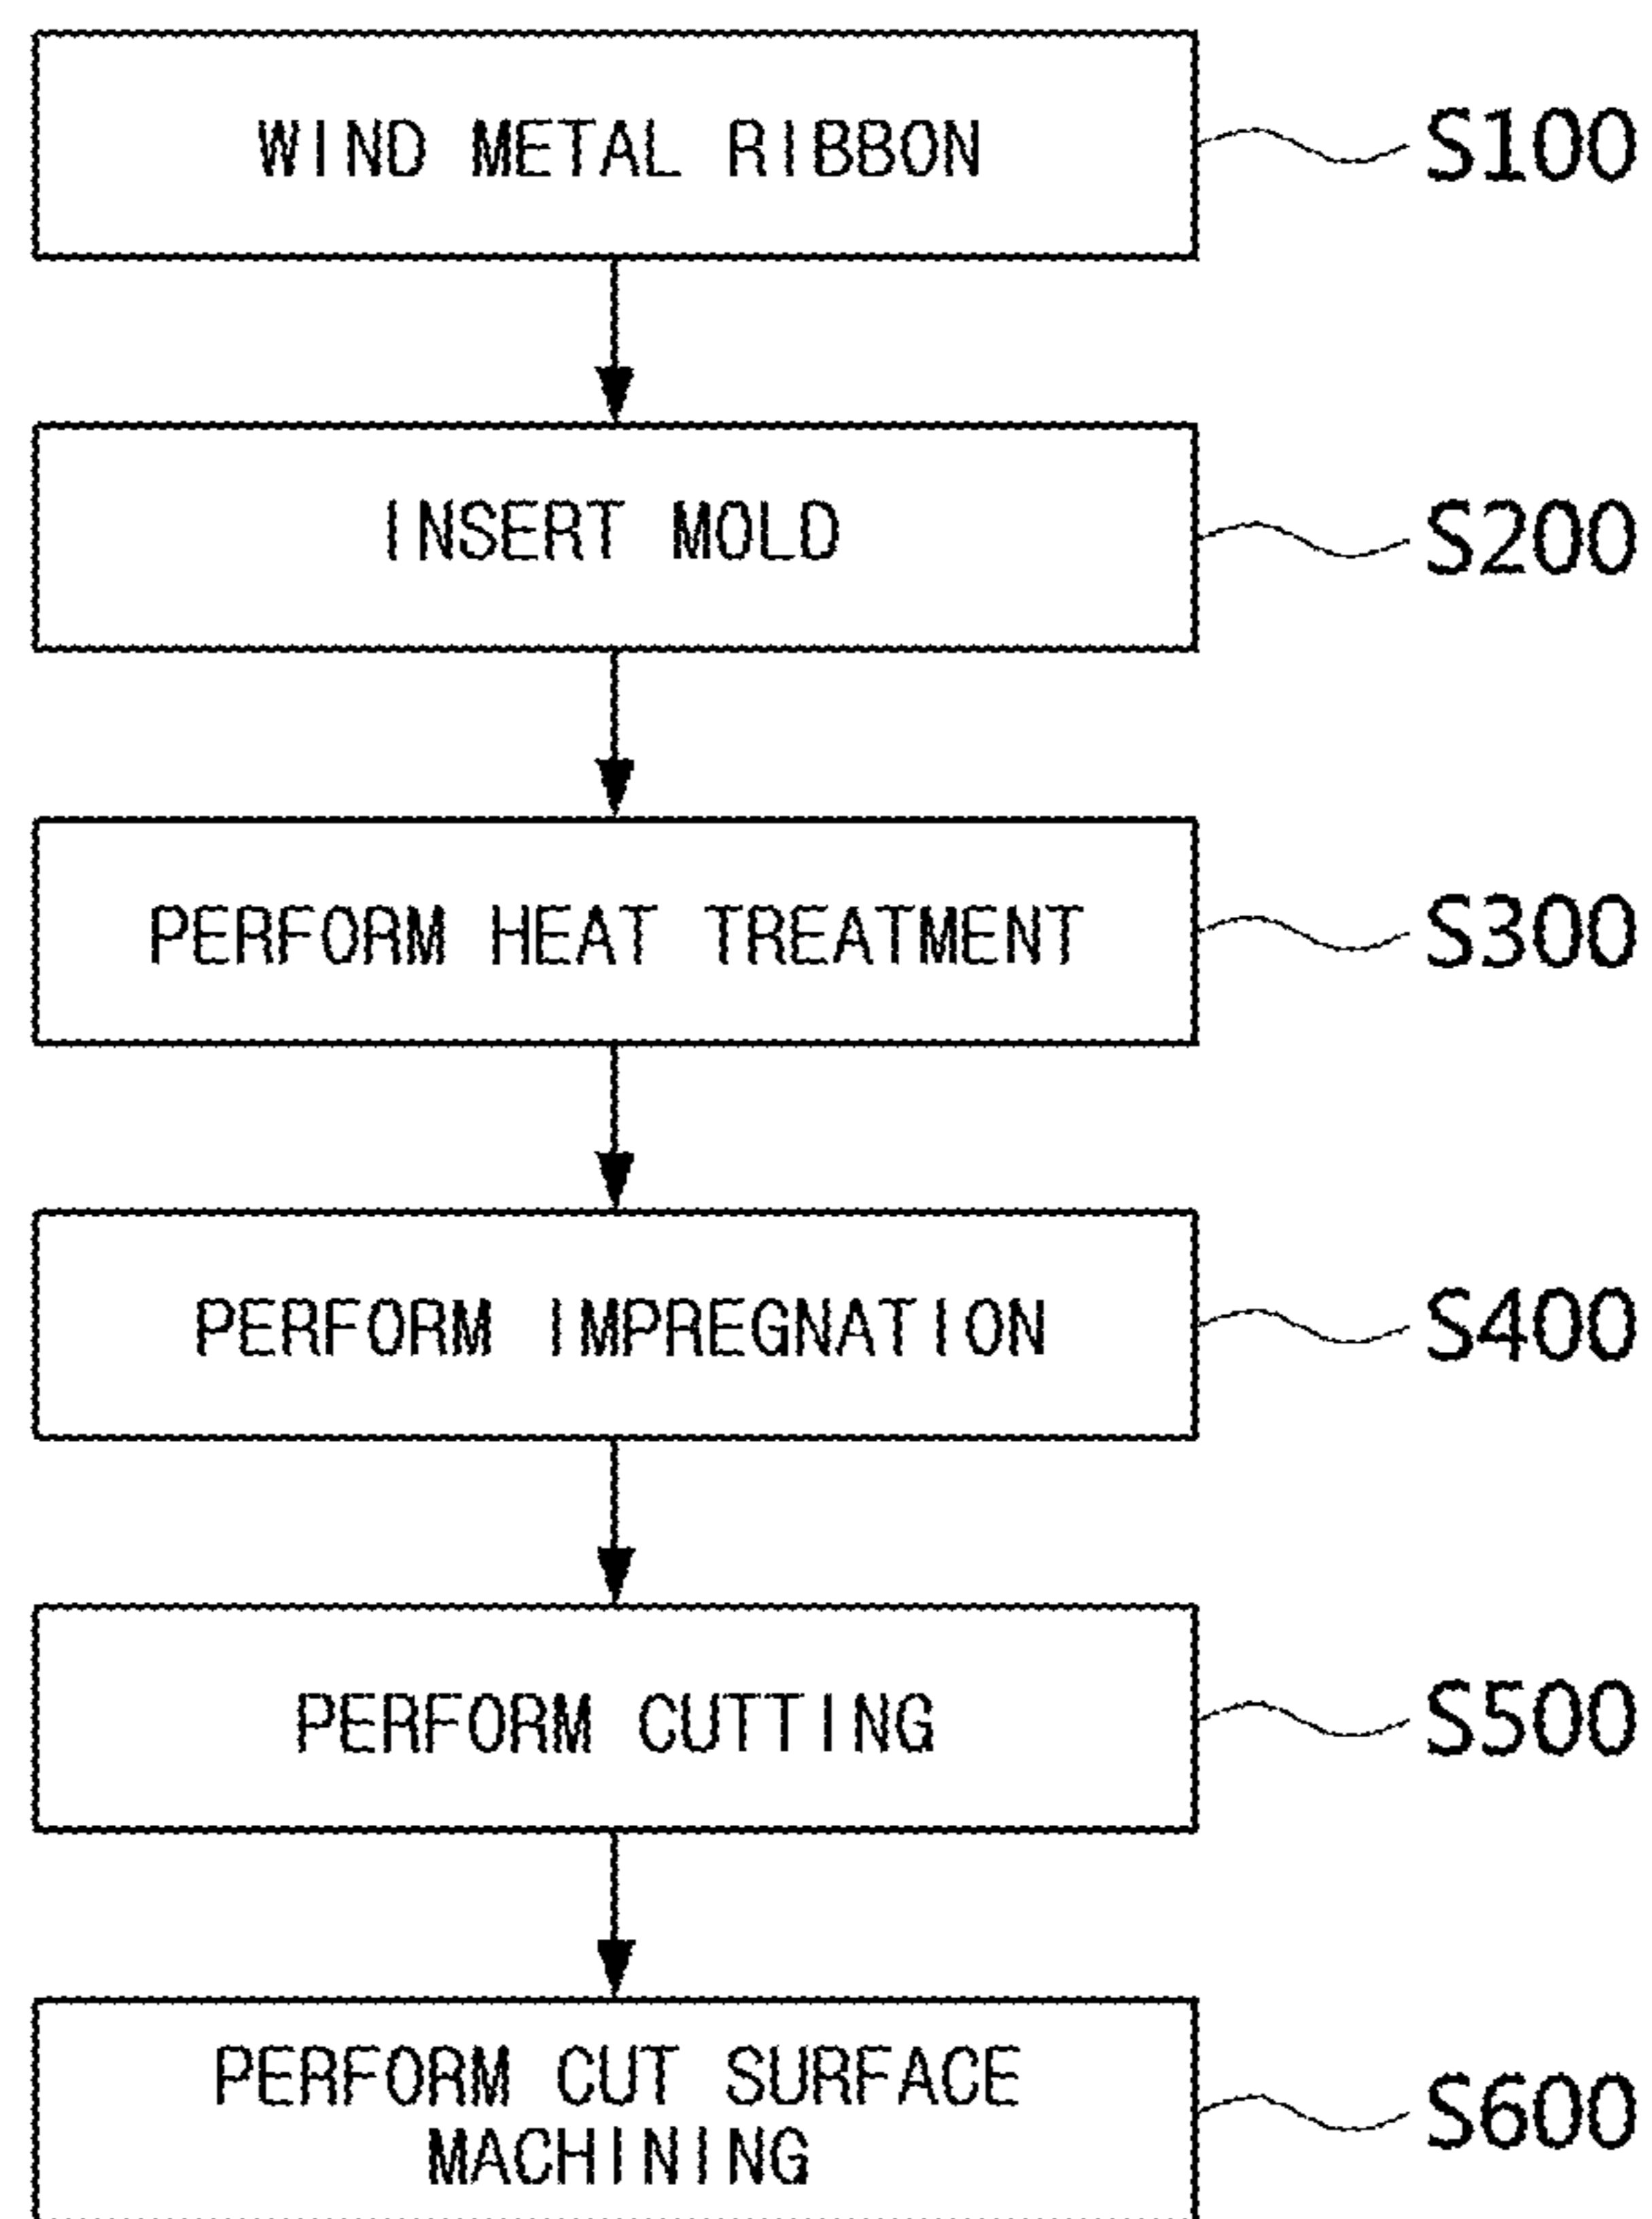 WIND METAL RIBBON
S100
INSERT MOLD
S200
PERFORM HEAT TREATMENT
S300
PERFORM IMPREGNATION
S400
PERFORM CUTTING
S500
PERFORM CUT SURFACE
MACHINING
S600